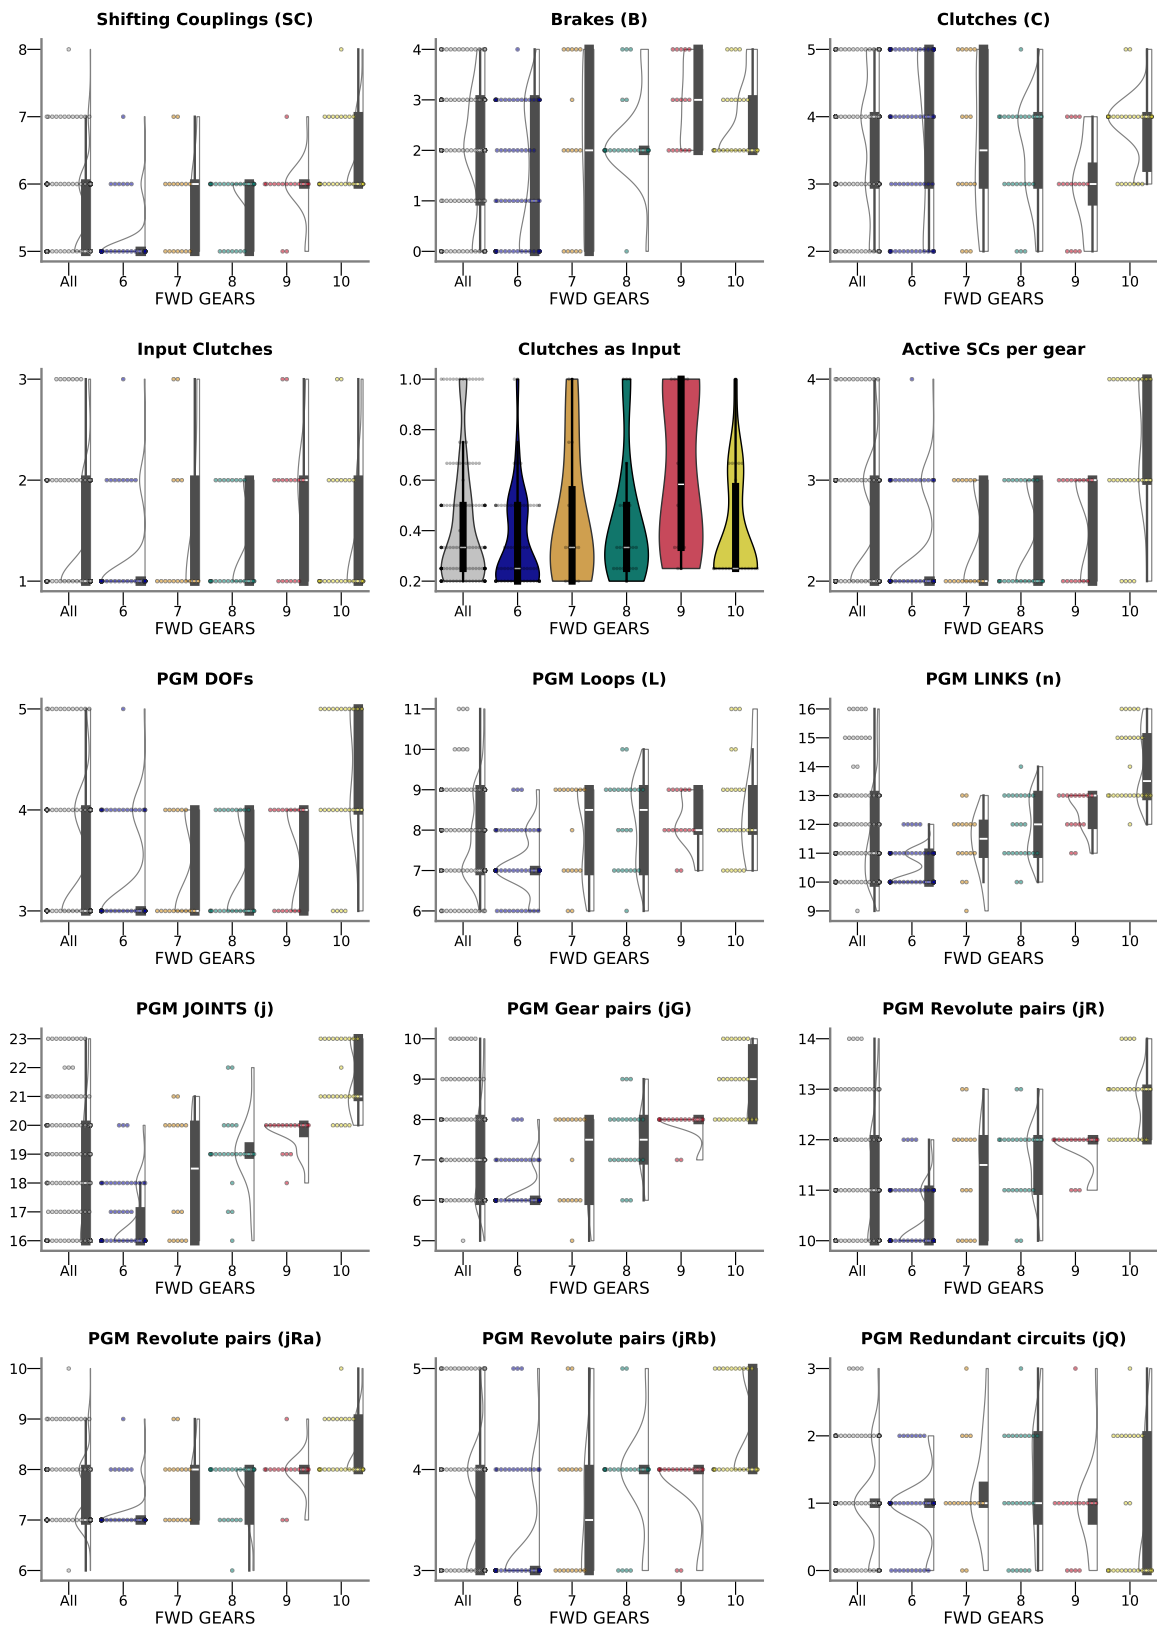 Shifting Couplings (SC)
8
7
6
5
All 6 7 8 9 10
FWD GEARS
Brakes (B)
4
3
2
1
0
All 6 7 8 9 10
FWD GEARS
Clutches (C)
5
4
3
2
All 6 7 8 9 10
FWD GEARS
Input Clutches
3
2
1
All 6 7 8 9 10
FWD GEARS
Clutches as Input
1.0
0.8
0.6
0.4
0.2
All 6 7 8 9 10
FWD GEARS
Active SCs per gear
4
3
2
All 6 7 8 9 10
FWD GEARS
PGM DOFs
5
4
3
All 6 7 8 9 10
FWD GEARS
PGM Loops (L)
11
10
9
8
7
6
All 6 7 8 9 10
FWD GEARS
PGM LINKS (n)
16
15
14
13
12
11
10
9
All 6 7 8 9 10
FWD GEARS
PGM JOINTS (j)
23
22
21
20
19
18
17
16
All 6 7 8 9 10
FWD GEARS
PGM Gear pairs (jG)
10
9
8
7
6
5
All 6 7 8 9 10
FWD GEARS
PGM Revolute pairs (jR)
14
13
12
11
10
All 6 7 8 9 10
FWD GEARS
PGM Revolute pairs (jRa)
10
9
8
7
6
All 6 7 8 9 10
FWD GEARS
PGM Revolute pairs (jRb)
5
4
3
All 6 7 8 9 10
FWD GEARS
PGM Redundant circuits (jQ)
3
2
1
0
All 6 7 8 9 10
FWD GEARS